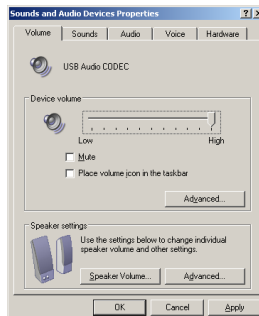 Sounds and Audio Devices Properties ? x
Volume Sounds Audio Voice Hardware
USB Audio CODEC
Device volume
Low High
Mute
Place volume icon in the taskbar
Advanced...
Speaker settings
Use the settings below to change individual
speaker volume and other settings.
Speaker Volume... Advanced...
OK Cancel Apply